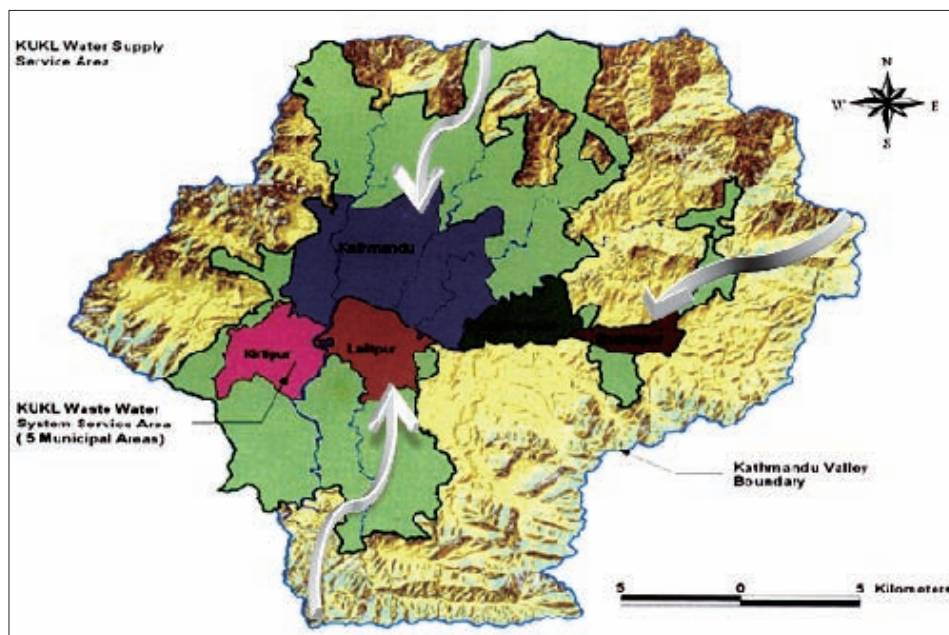 KUKL Water Supply
Service Area
N
W
E
S
Kathmandu
Kirtipur
Lalitpur
KUKL Waste Water
System Service Area
( 5 Municipal Areas)
Kathmandu Valley
Boundary
5
0
5
Kilometers